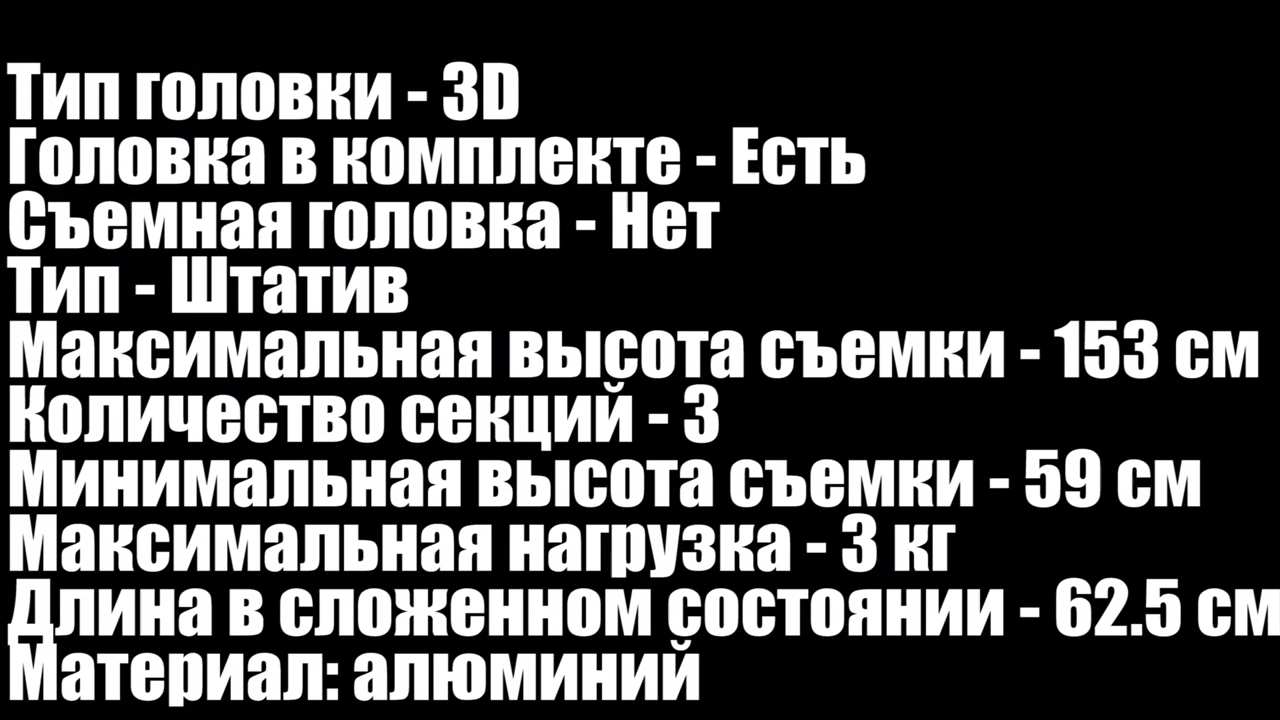 Тип головки - 3D
Головка в комплекте - Есть
Съемная головка - Нет
Тип - Штатив
Максимальная высота съемки - 153 см
Количество секций - 3
Минимальная высота съемки - 59 см
Максимальная нагрузка - 3 кг
Длина в сложенном состоянии - 62.5 см
Материал: алюминий